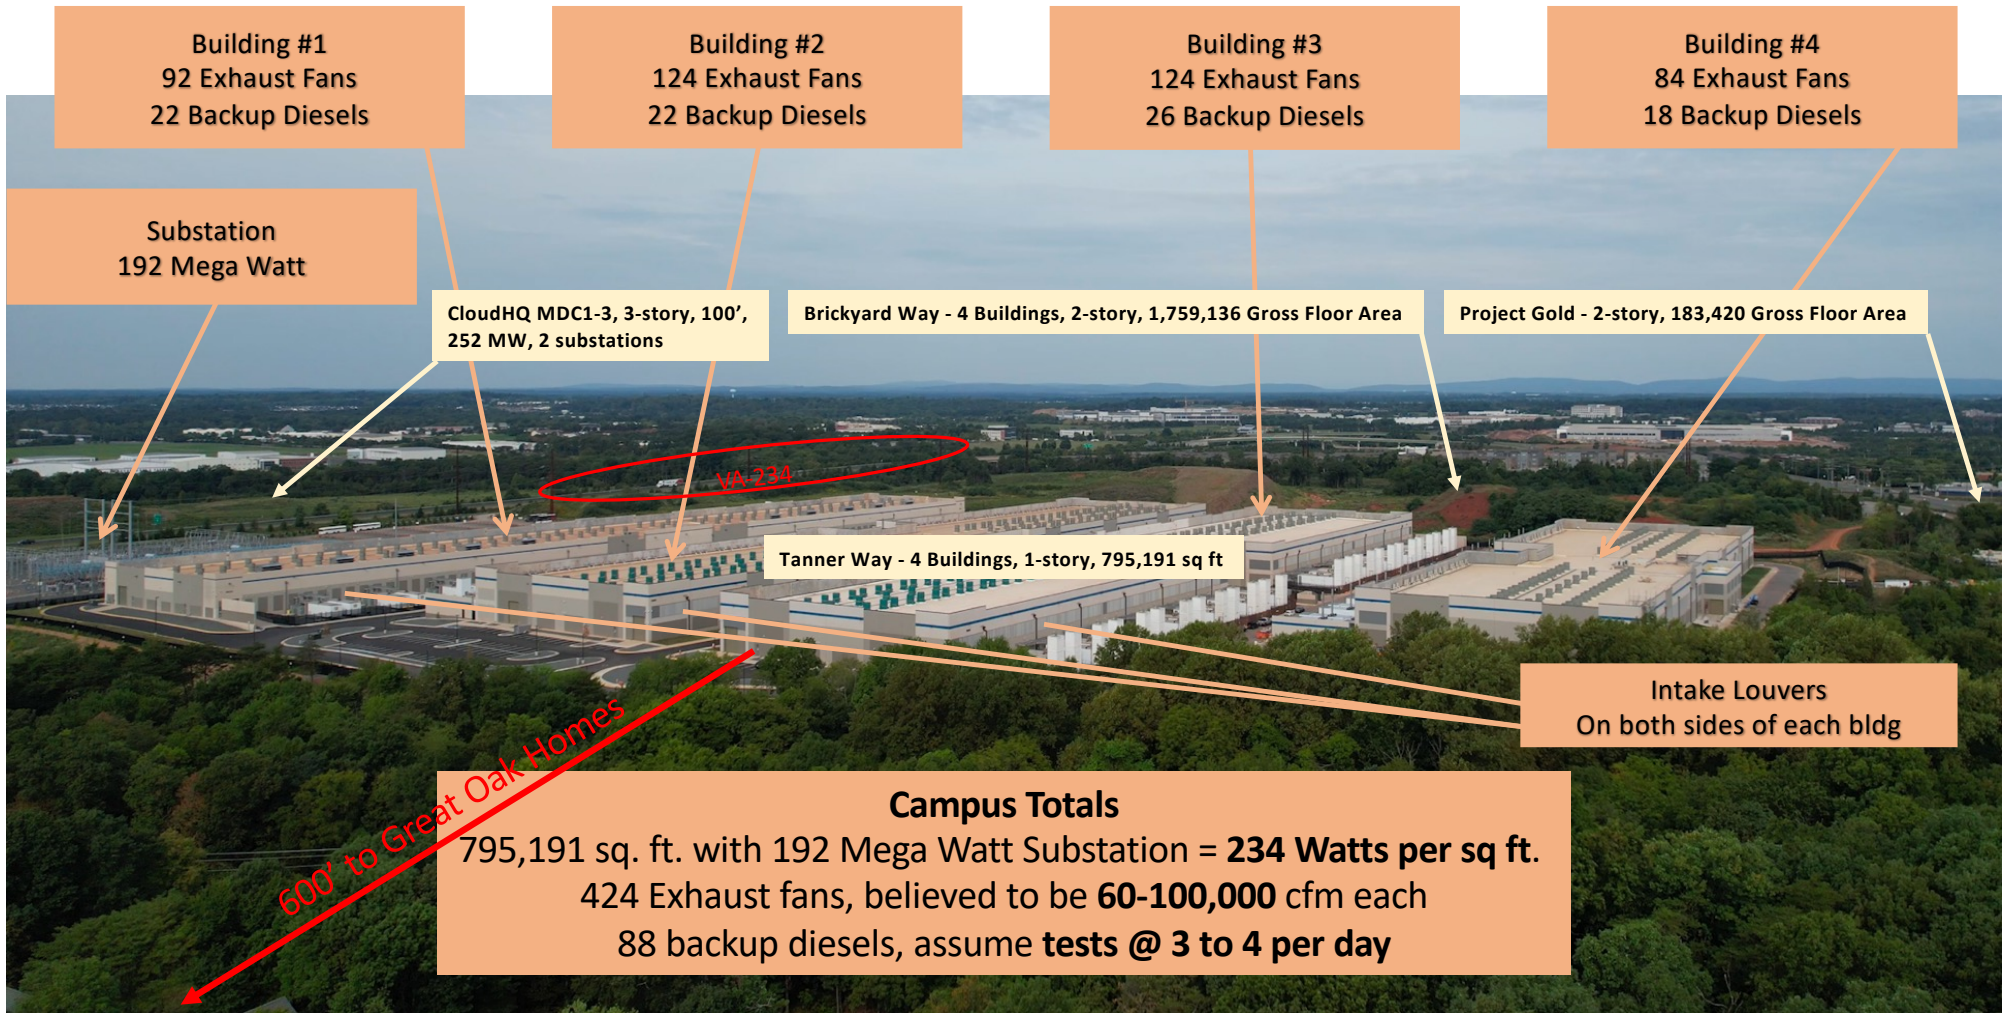 Building #1
92 Exhaust Fans
22 Backup Diesels
Building #2
124 Exhaust Fans
22 Backup Diesels
Building #3
124 Exhaust Fans
26 Backup Diesels
Building #4
84 Exhaust Fans
18 Backup Diesels
Substation
192 Mega Watt
CloudHQ MDC1-3, 3-story, 100’,
252 MW, 2 substations
Brickyard Way - 4 Buildings, 2-story, 1,759,136 Gross Floor Area
Project Gold - 2-story, 183,420 Gross Floor Area
VA-234
Tanner Way - 4 Buildings, 1-story, 795,191 sq ft
Intake Louvers
On both sides of each bldg
600’ to Great Oak Homes
Campus Totals
795,191 sq. ft. with 192 Mega Watt Substation = 234 Watts per sq ft.
424 Exhaust fans, believed to be 60-100,000 cfm each
88 backup diesels, assume tests @ 3 to 4 per day